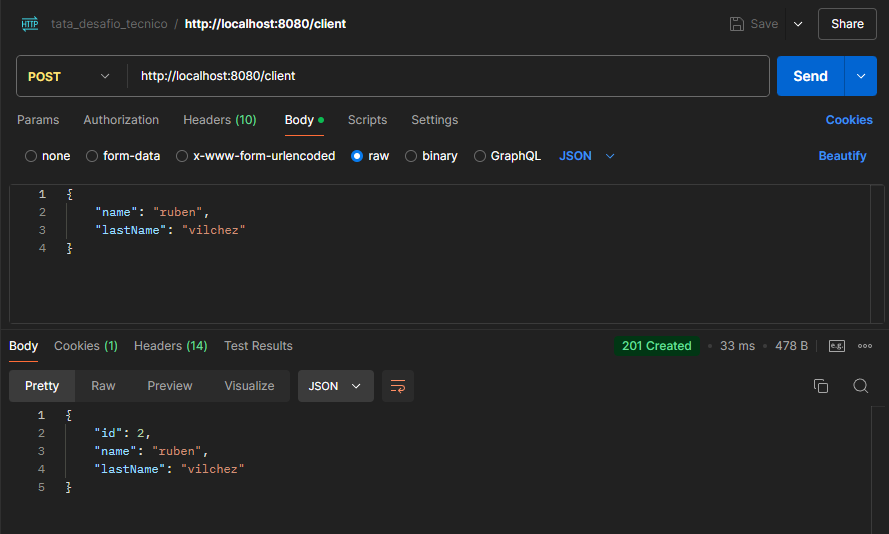 HTTP tata_desafio_tecnico / http://localhost:8080/client Save Share
POST http://localhost:8080/client Send
Params Authorization Headers (10) Body Scripts Settings Cookies
none form-data x-www-form-urlencoded raw binary GraphQL JSON Beautify
1 {
2 "name": "ruben",
3 "lastName": "vilchez"
4 }
Body Cookies (1) Headers (14) Test Results 201 Created • 33 ms • 478 B e.g.
Pretty Raw Preview Visualize JSON
1 {
2 "id": 2,
3 "name": "ruben",
4 "lastName": "vilchez"
5 }